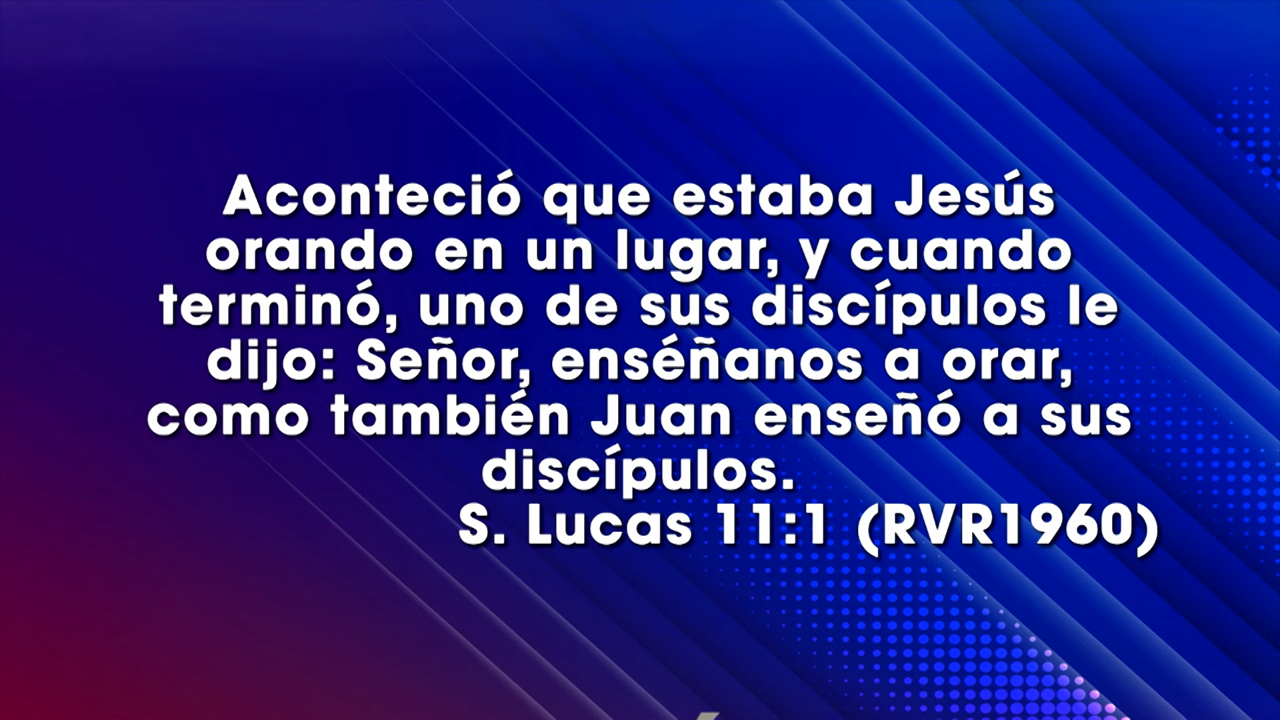 Aconteció que estaba Jesús
orando en un lugar, y cuando
terminó, uno de sus discípulos le
dijo: Señor, enséñanos a orar,
como también Juan enseñó a sus
discípulos.
S. Lucas 11:1 (RVR1960)